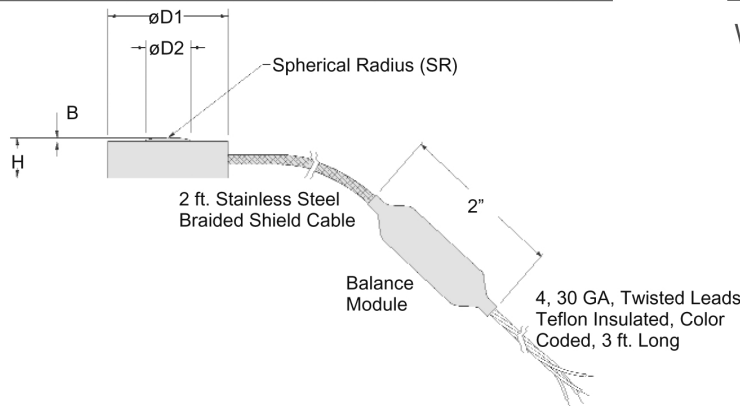 øD1
øD2
Spherical Radius (SR)
B
H
2 ft. Stainless Steel
Braided Shield Cable
2”
Balance
Module
4, 30 GA, Twisted Leads
Teflon Insulated, Color
Coded, 3 ft. Long